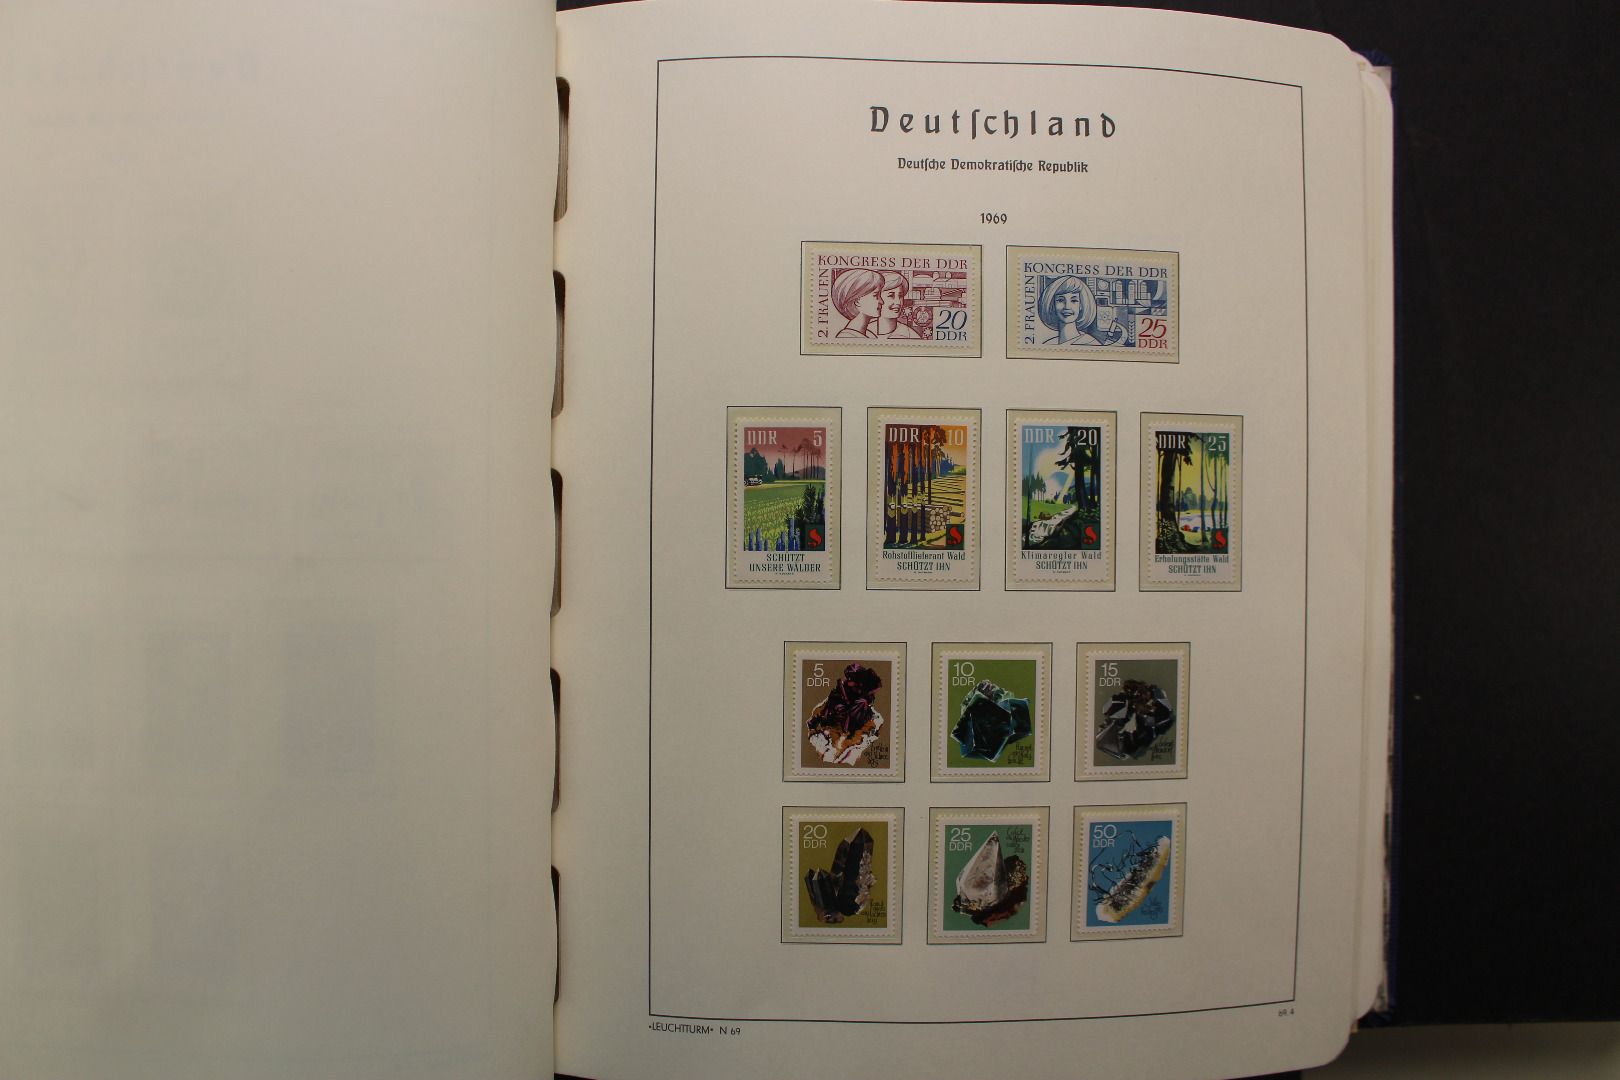 Deutſchland
Deutſche Demokratiſche Republik
1969
KONGRESS DER DDR
2. FRAUEN
20
DDR
KONGRESS DER DDR
2. FRAUEN
25
DDR
DDR 5
SCHÜTZT
UNSERE WÄLDER
DDR 10
Rohstofflieferant Wald
SCHÜTZT IHN
DDR 20
Klimaregler Wald
SCHÜTZT IHN
DDR 25
Erholungsstätte Wald
SCHÜTZT IHN
5
DDR
10
DDR
15
DDR
20
DDR
25
DDR
50
DDR
•LEUCHTTURM• N 69
69.4